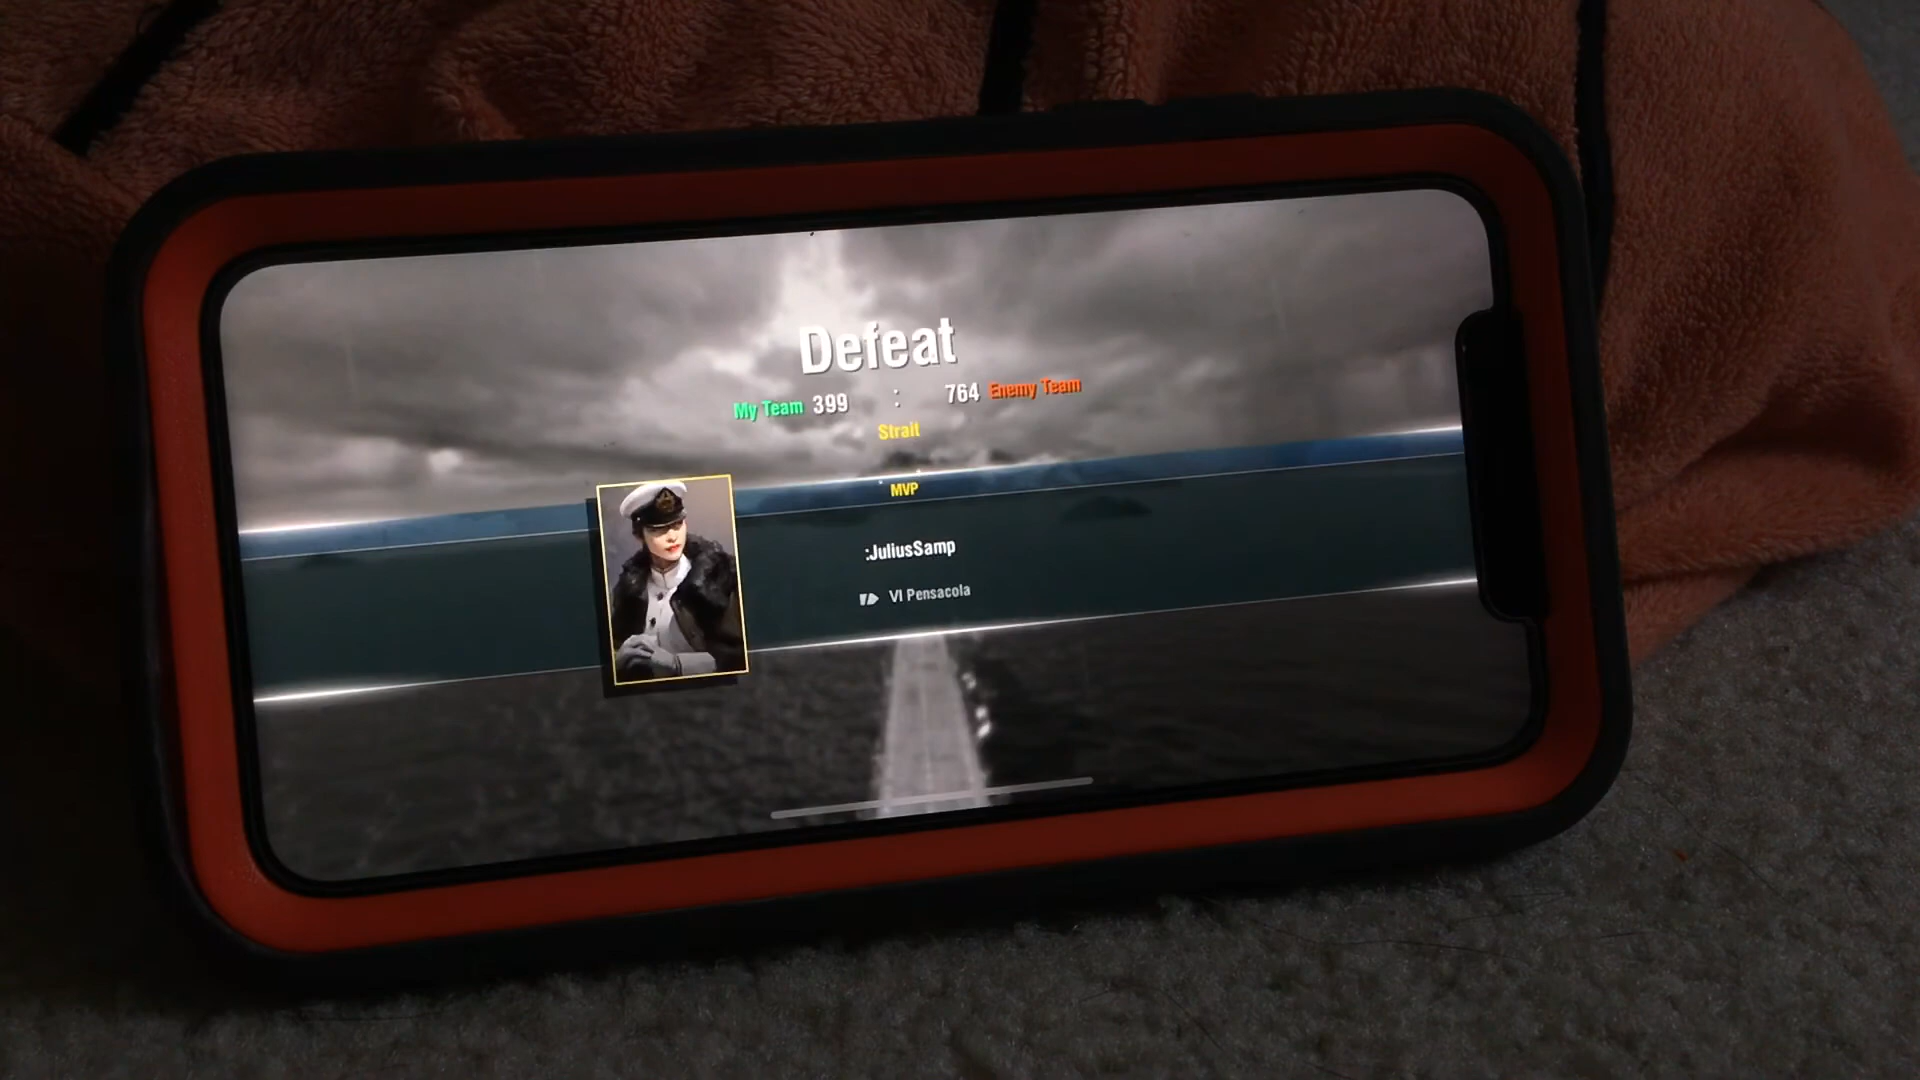 Defeat
My Team 399 : 764 Enemy Team
Strait
MVP
:JuliusSamp
VI Pensacola